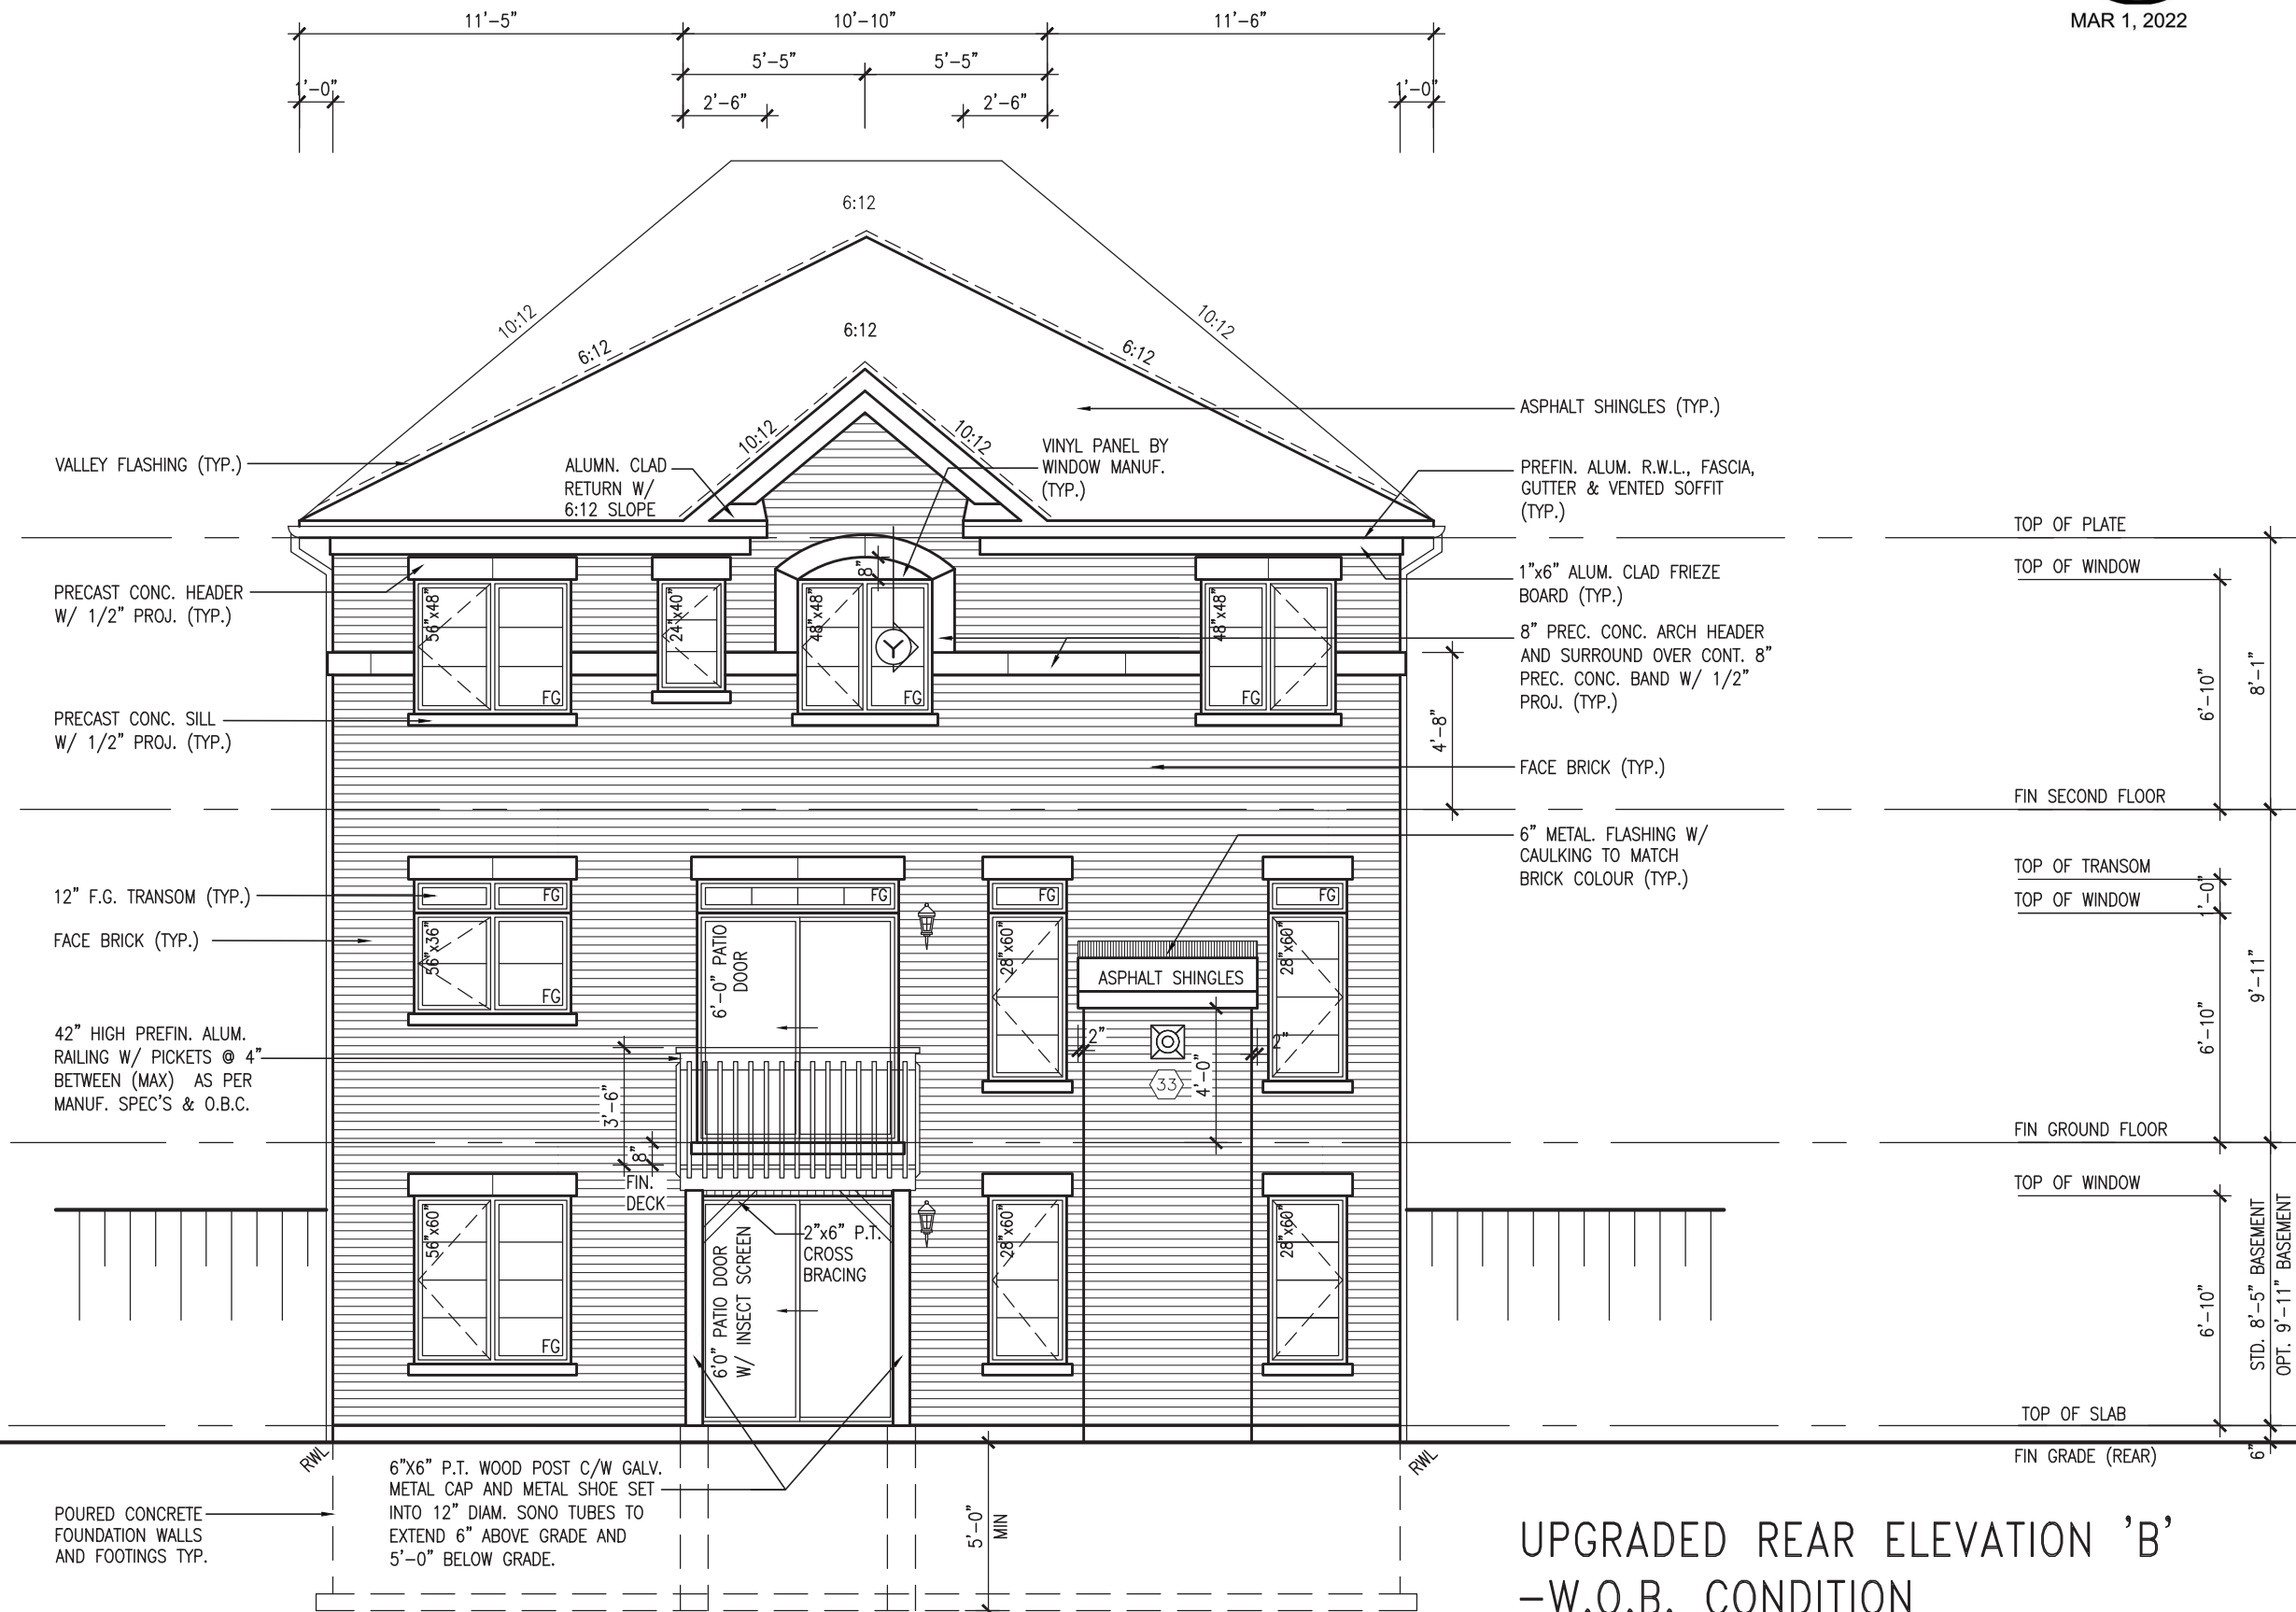 MAR 1, 2022
11'-5"
10'-10"
11'-6"
5'-5"
5'-5"
1'-0"
2'-6"
2'-6"
1'-0"
6:12
10:12
10:12
6:12
6:12
6:12
10:12
10:12
VALLEY FLASHING (TYP.)
ALUMN. CLAD
RETURN W/
6:12 SLOPE
VINYL PANEL BY
WINDOW MANUF.
(TYP.)
ASPHALT SHINGLES (TYP.)
PREFIN. ALUM. R.W.L., FASCIA,
GUTTER & VENTED SOFFIT
(TYP.)
TOP OF PLATE
TOP OF WINDOW
PRECAST CONC. HEADER
W/ 1/2" PROJ. (TYP.)
56"x48"
FG
24"x40"
8"
48"x48"
Y
FG
48"x48"
FG
1"x6" ALUM. CLAD FRIEZE
BOARD (TYP.)
8" PREC. CONC. ARCH HEADER
AND SURROUND OVER CONT. 8"
PREC. CONC. BAND W/ 1/2"
PROJ. (TYP.)
PRECAST CONC. SILL
W/ 1/2" PROJ. (TYP.)
4'-8"
6'-10"
8'-1"
FACE BRICK (TYP.)
FIN SECOND FLOOR
6" METAL. FLASHING W/
CAULKING TO MATCH
BRICK COLOUR (TYP.)
TOP OF TRANSOM
TOP OF WINDOW
1'-0"
12" F.G. TRANSOM (TYP.)
FG
FG
FG
FG
FACE BRICK (TYP.)
56"x36"
FG
6'-0" PATIO
DOOR
28"x60"
28"x60"
ASPHALT SHINGLES
9'-11"
6'-10"
42" HIGH PREFIN. ALUM.
RAILING W/ PICKETS @ 4"
BETWEEN (MAX) AS PER
MANUF. SPEC'S & O.B.C.
3'-6"
8"
FIN.
DECK
2"
2"
33
4'-0"
FIN GROUND FLOOR
TOP OF WINDOW
56"x60"
FG
6'0" PATIO DOOR
W/ INSECT SCREEN
2"x6" P.T.
CROSS
BRACING
28"x60"
28"x60"
6'-10"
STD. 8'-5" BASEMENT
OPT. 9'-11" BASEMENT
TOP OF SLAB
6"
FIN GRADE (REAR)
RWL
RWL
6"X6" P.T. WOOD POST C/W GALV.
METAL CAP AND METAL SHOE SET
INTO 12" DIAM. SONO TUBES TO
EXTEND 6" ABOVE GRADE AND
5'-0" BELOW GRADE.
POURED CONCRETE
FOUNDATION WALLS
AND FOOTINGS TYP.
5'-0"
MIN
UPGRADED REAR ELEVATION 'B'
-W.O.B. CONDITION